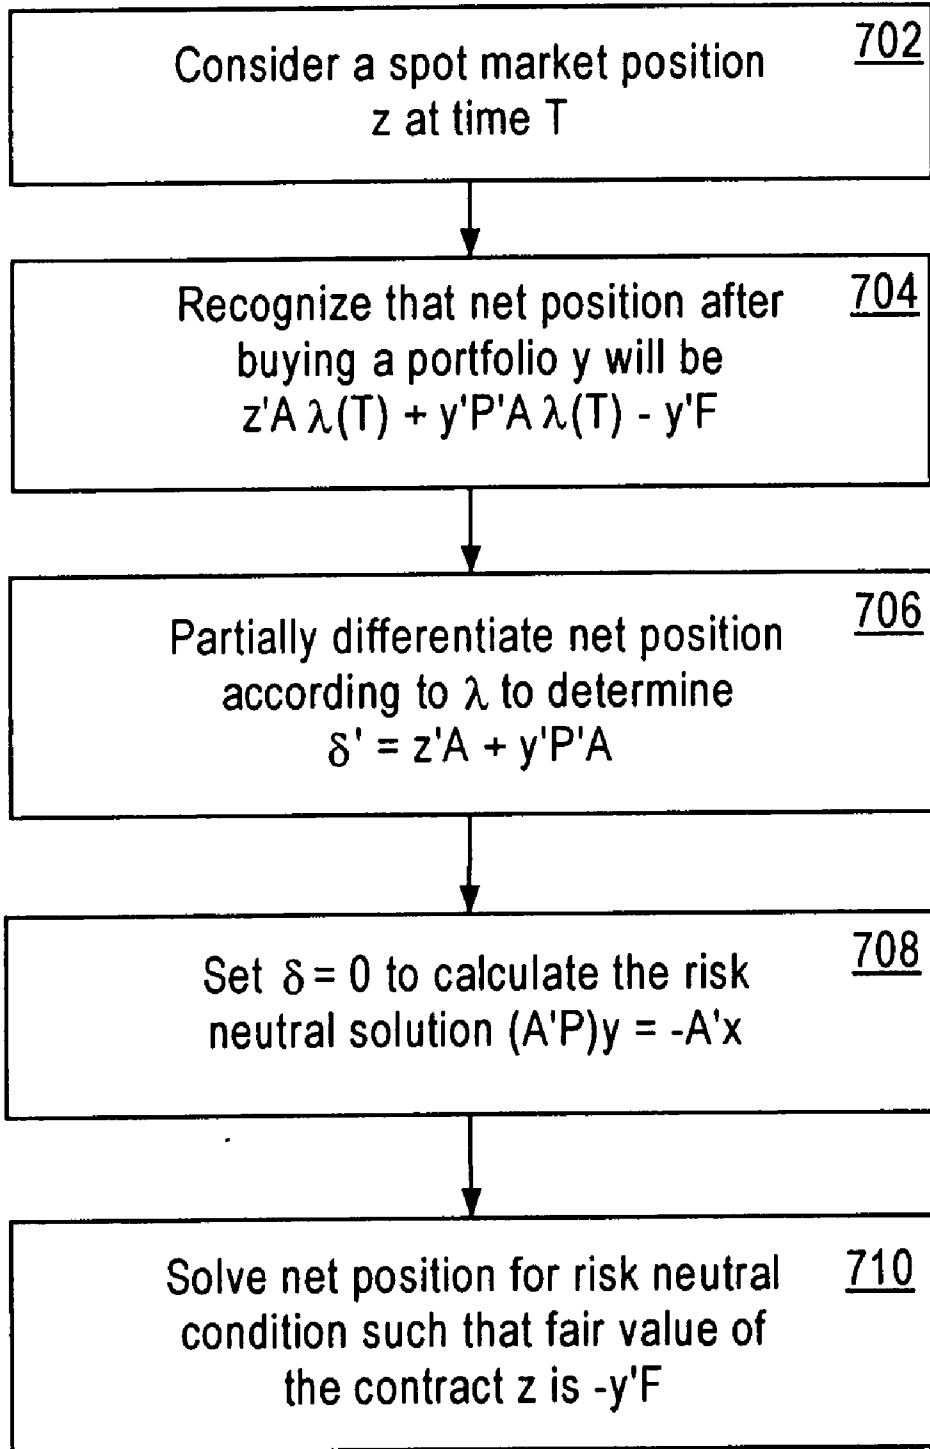 702
Consider a spot market position
z at time T
704
Recognize that net position after
buying a portfolio y will be
z'A λ(T) + y'P'A λ(T) - y'F
706
Partially differentiate net position
according to λ to determine
δ' = z'A + y'P'A
708
Set δ = 0 to calculate the risk
neutral solution (A'P)y = -A'x
710
Solve net position for risk neutral
condition such that fair value of
the contract z is -y'F